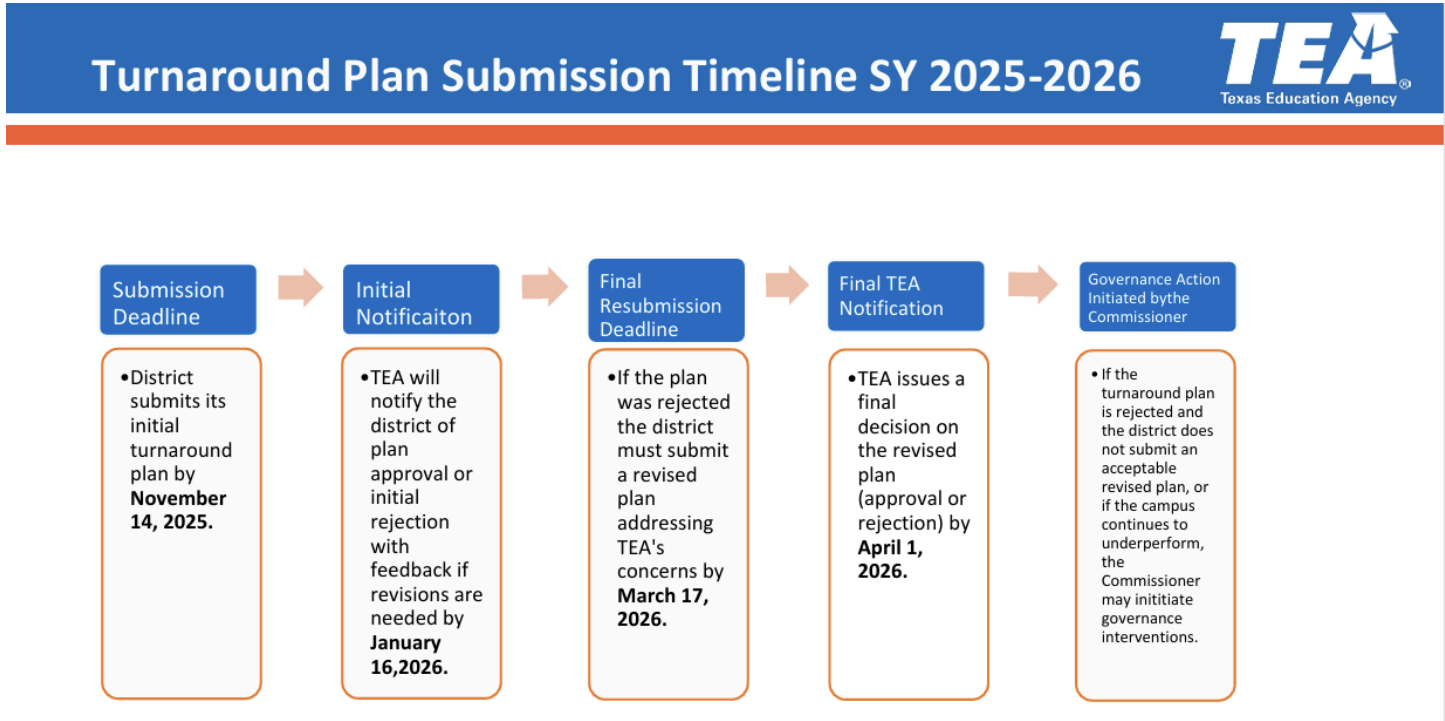 Turnaround Plan Submission Timeline SY 2025-2026
TEA®
Texas Education Agency
Submission
Deadline
•District
submits its
initial
turnaround
plan by
November
14, 2025.
Initial
Notificaiton
•TEA will
notify the
district of
plan
approval or
initial
rejection
with
feedback if
revisions are
needed by
January
16,2026.
Final
Resubmission
Deadline
•If the plan
was rejected
the district
must submit
a revised
plan
addressing
TEA's
concerns by
March 17,
2026.
Final TEA
Notification
•TEA issues a
final
decision on
the revised
plan
(approval or
rejection) by
April 1,
2026.
Governance Action
Initiated bythe
Commissioner
• If the
turnaround plan
is rejected and
the district does
not submit an
acceptable
revised plan, or
if the campus
continues to
underperform,
the
Commissioner
may inititiate
governance
interventions.